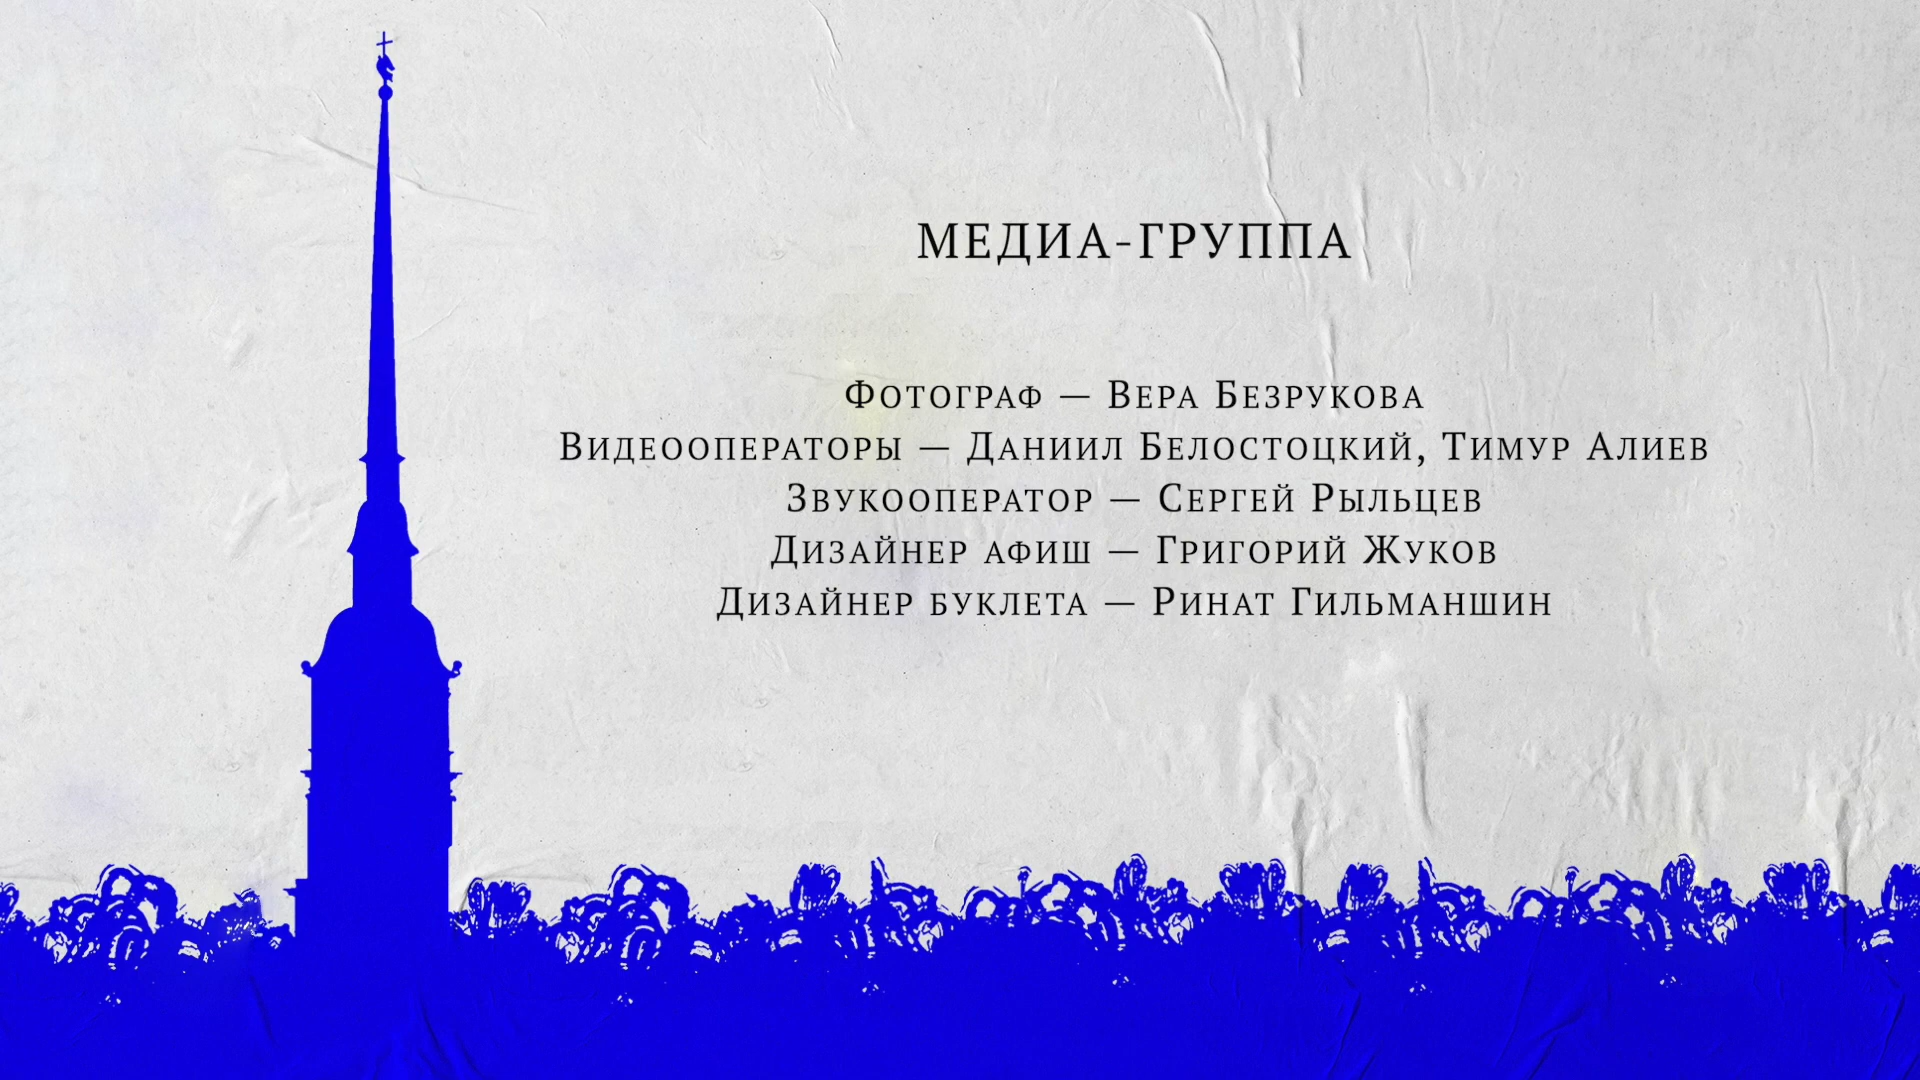 МЕДИА-ГРУППА
Фотограф — Вера Безрукова
Видеооператоры — Даниил Белостоцкий, Тимур Алиев
Звукооператор — Сергей Рыльцев
Дизайнер афиш — Григорий Жуков
Дизайнер буклета — Ринат Гильманшин